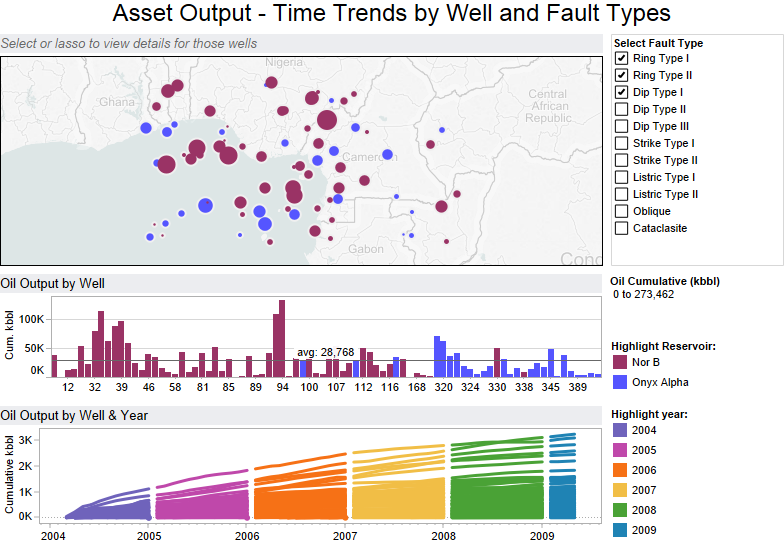 Asset Output - Time Trends by Well and Fault Types
Select or lasso to view details for those wells
Nigeria
Ghana
Central
African
Republic
Cameroon
Gabon
Select Fault Type
Ring Type I
Ring Type II
Dip Type I
Dip Type II
Dip Type III
Strike Type I
Strike Type II
Listric Type I
Listric Type II
Oblique
Cataclasite
Oil Output by Well
Cum. kbbl
100K
50K
0K
avg: 28,768
12 32 39 46 58 81 85 89 94 100 107 112 116 168 320 324 330 338 345 389
Oil Cumulative (kbbl)
0 to 273,462
Highlight Reservoir:
Nor B
Onyx Alpha
Oil Output by Well & Year
Cumulative kbbl
3K
2K
1K
0K
2004 2005 2006 2007 2008 2009
Highlight year:
2004
2005
2006
2007
2008
2009